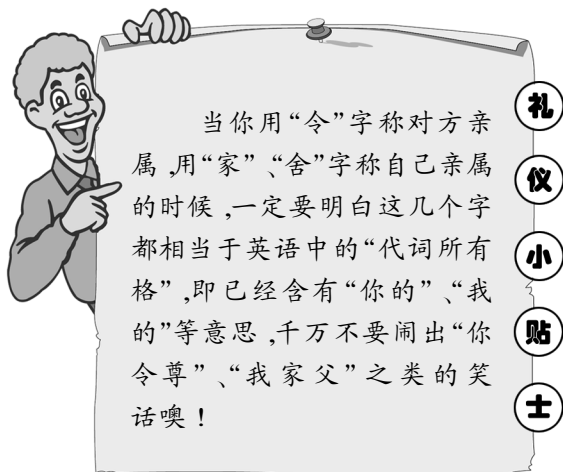 当你用“令”字称对方亲
属,用“家”、“舍”字称自己亲属
的时候,一定要明白这几个字
都相当于英语中的“代词所有
格”,即已经含有“你的”、“我
的”等意思,千万不要闹出“你
令尊”、“我家父”之类的笑
话噢!
礼
仪
小
贴
士